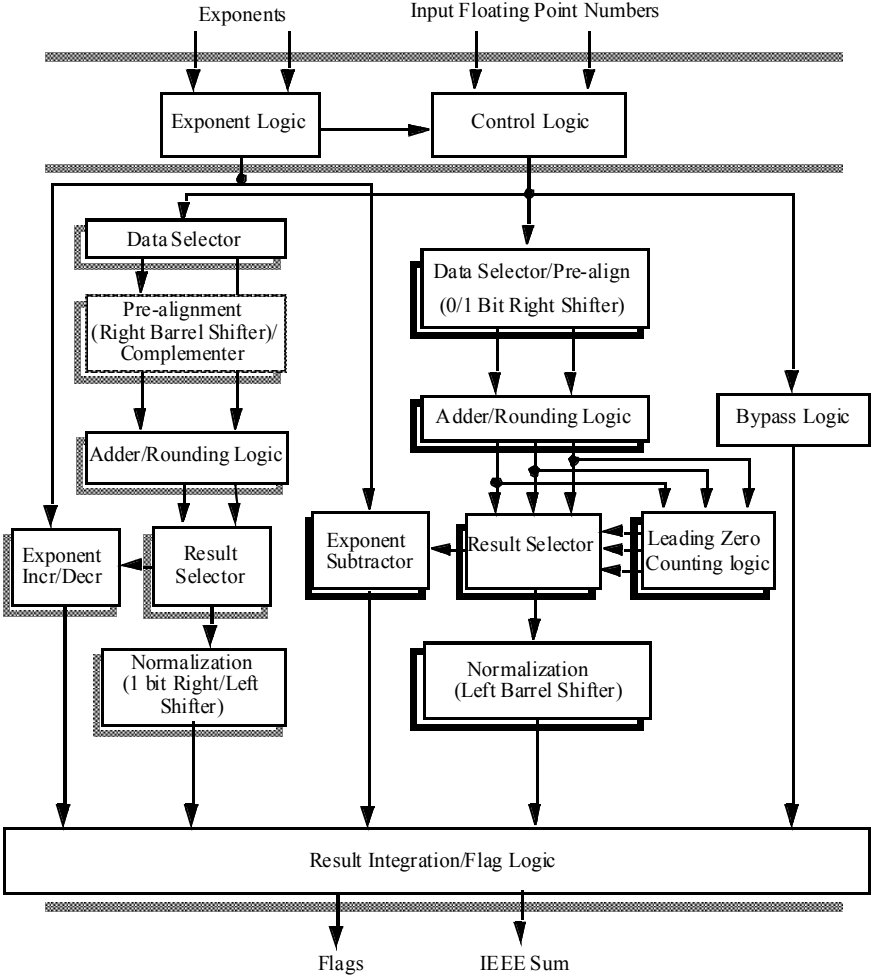 Exponents
Input Floating Point Numbers
Exponent Logic
Control Logic
Data Selector
Data Selector/Pre-align
(0/1 Bit Right Shifter)
Pre-alignment
(Right Barrel Shifter)/
Complementer
Adder/Rounding Logic
Bypass Logic
Adder/Rounding Logic
Exponent
Incr/Decr
Result
Selector
Exponent
Subtractor
Result Selector
Leading Zero
Counting logic
Normalization
(1 bit Right/Left
Shifter)
Normalization
(Left Barrel Shifter)
Result Integration/Flag Logic
Flags
IEEE Sum